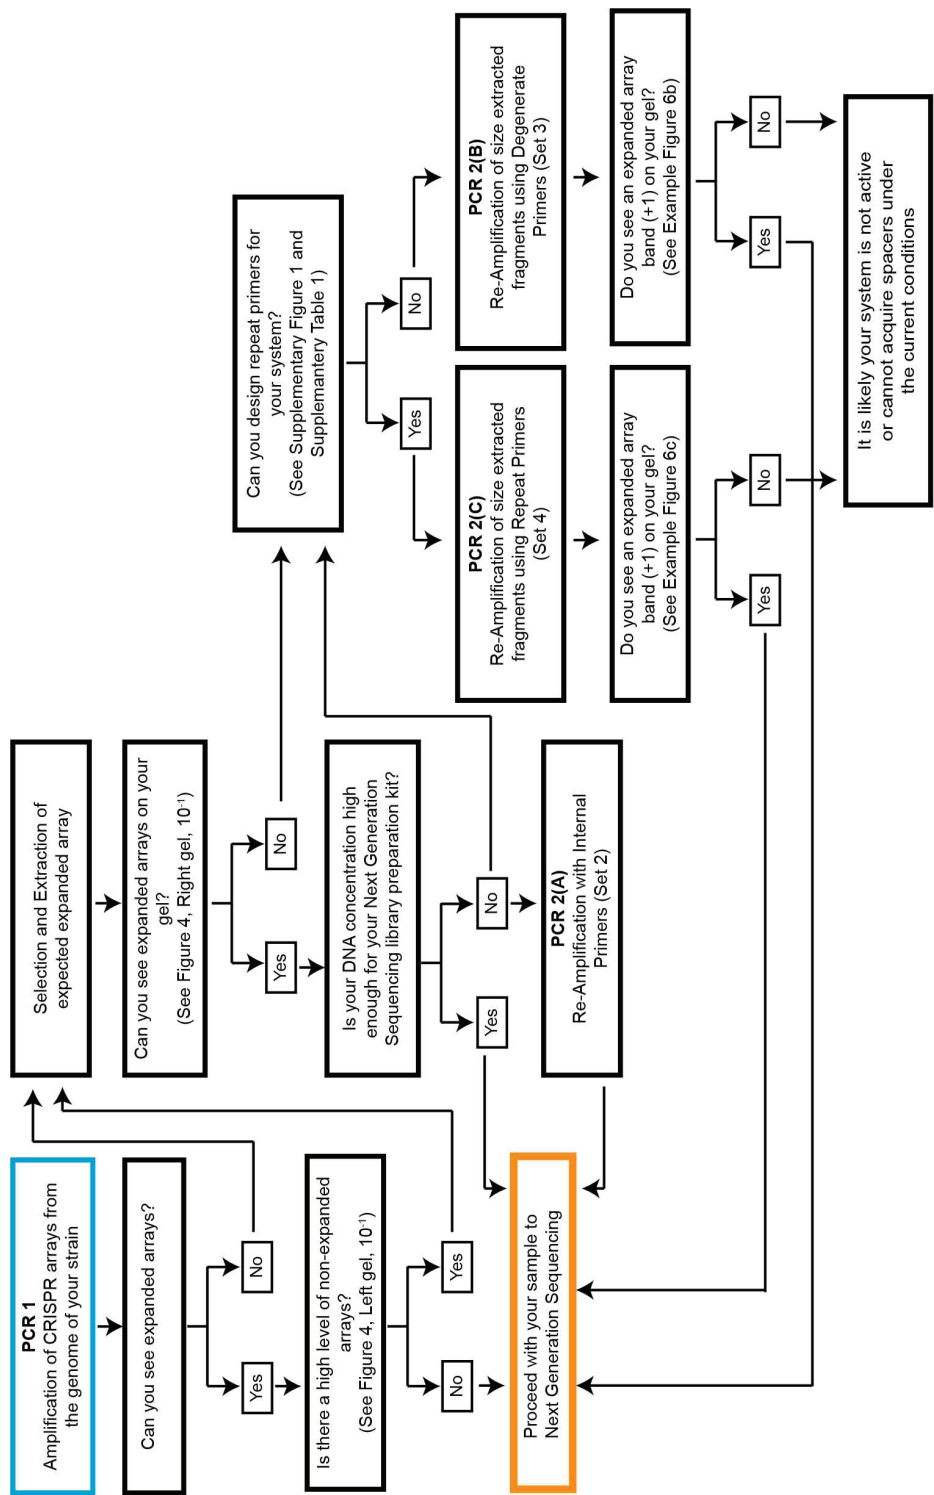 PCR 1
Amplification of CRISPR arrays from
the genome of your strain
Can you see expanded arrays?
Yes
No
Is there a high level of non-expanded
arrays?
(See Figure 4, Left gel, 10⁻¹)
No
Yes
Proceed with your sample to
Next Generation Sequencing
Selection and Extraction of
expected expanded array
Can you see expanded arrays on your
gel?
(See Figure 4, Right gel, 10⁻¹)
Yes
No
Is your DNA concentration high
enough for your Next Generation
Sequencing library preparation kit?
Yes
No
PCR 2(A)
Re-Amplification with Internal
Primers (Set 2)
Can you design repeat primers for
your system?
(See Supplementary Figure 1 and
Supplemantery Table 1)
Yes
No
PCR 2(C)
Re-Amplification of size extracted
fragments using Repeat Primers
(Set 4)
Do you see an expanded array
band (+1) on your gel?
(See Example Figure 6c)
Yes
No
PCR 2(B)
Re-Amplification of size extracted
fragments using Degenerate
Primers (Set 3)
Do you see an expanded array
band (+1) on your gel?
(See Example Figure 6b)
Yes
No
It is likely your system is not active
or cannot acquire spacers under
the current conditions